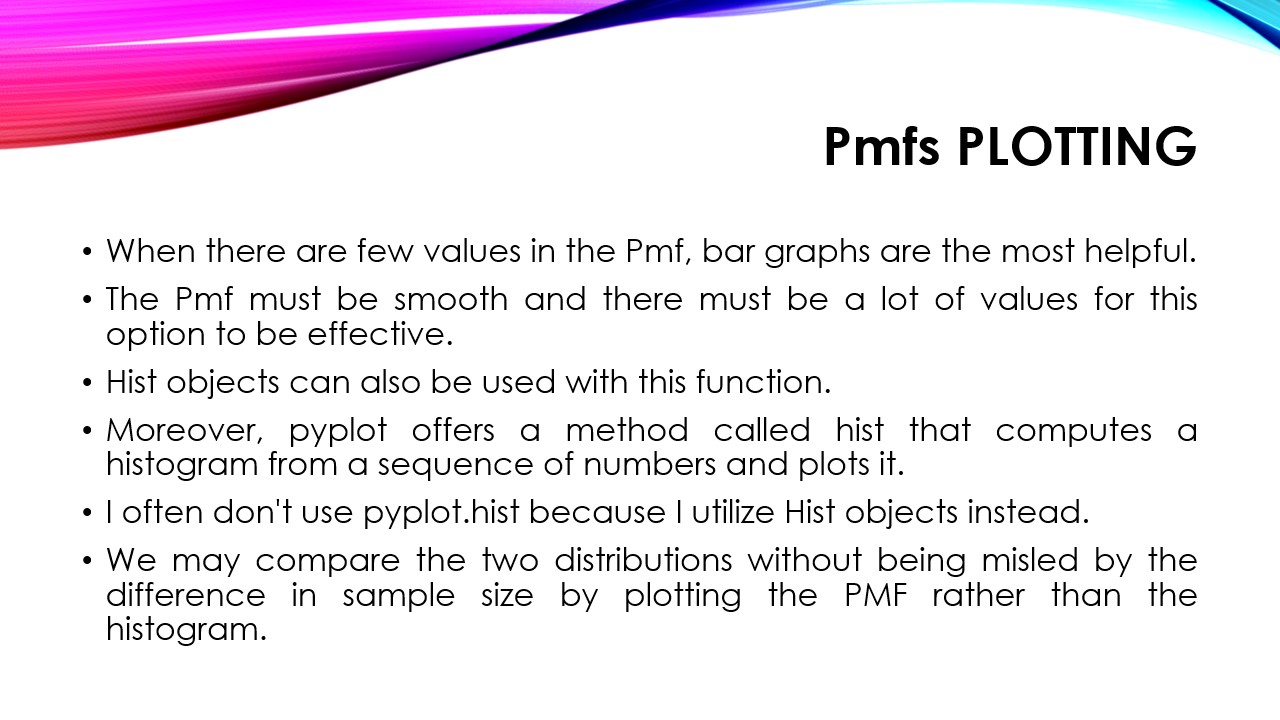 Pmfs PLOTTING
• When there are few values in the Pmf, bar graphs are the most helpful.
• The Pmf must be smooth and there must be a lot of values for this
option to be effective.
• Hist objects can also be used with this function.
• Moreover, pyplot offers a method called hist that computes a
histogram from a sequence of numbers and plots it.
• I often don't use pyplot.hist because I utilize Hist objects instead.
• We may compare the two distributions without being misled by the
difference in sample size by plotting the PMF rather than the
histogram.